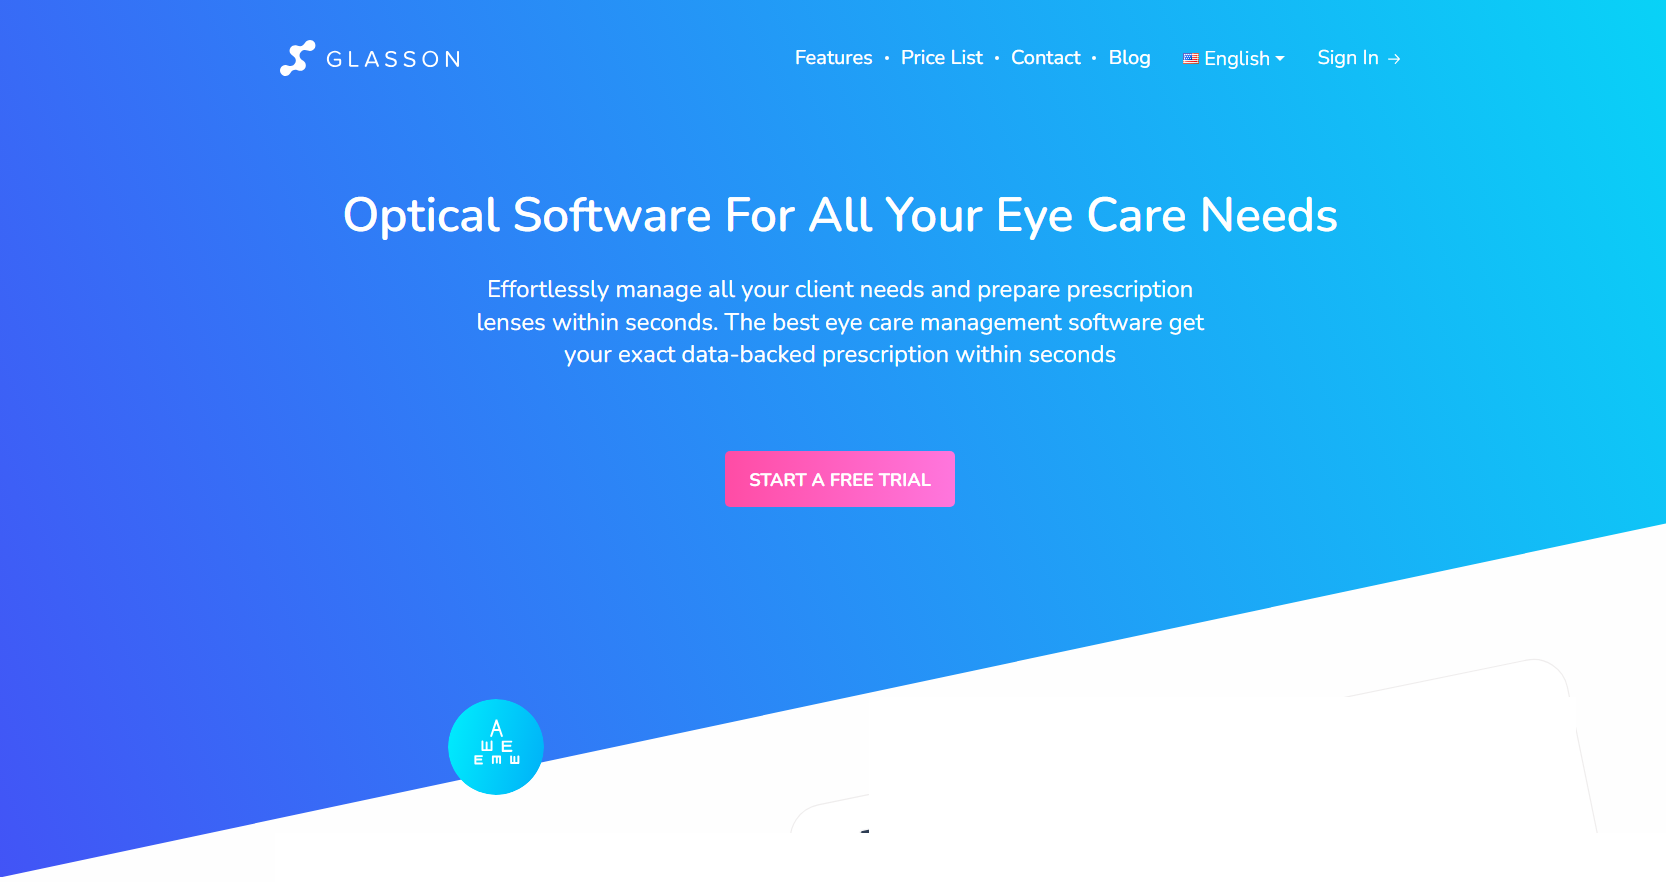 GLASSON
Features • Price List • Contact • Blog English Sign In →
Optical Software For All Your Eye Care Needs
Effortlessly manage all your client needs and prepare prescription
lenses within seconds. The best eye care management software get
your exact data-backed prescription within seconds
START A FREE TRIAL
A
E E
E E E